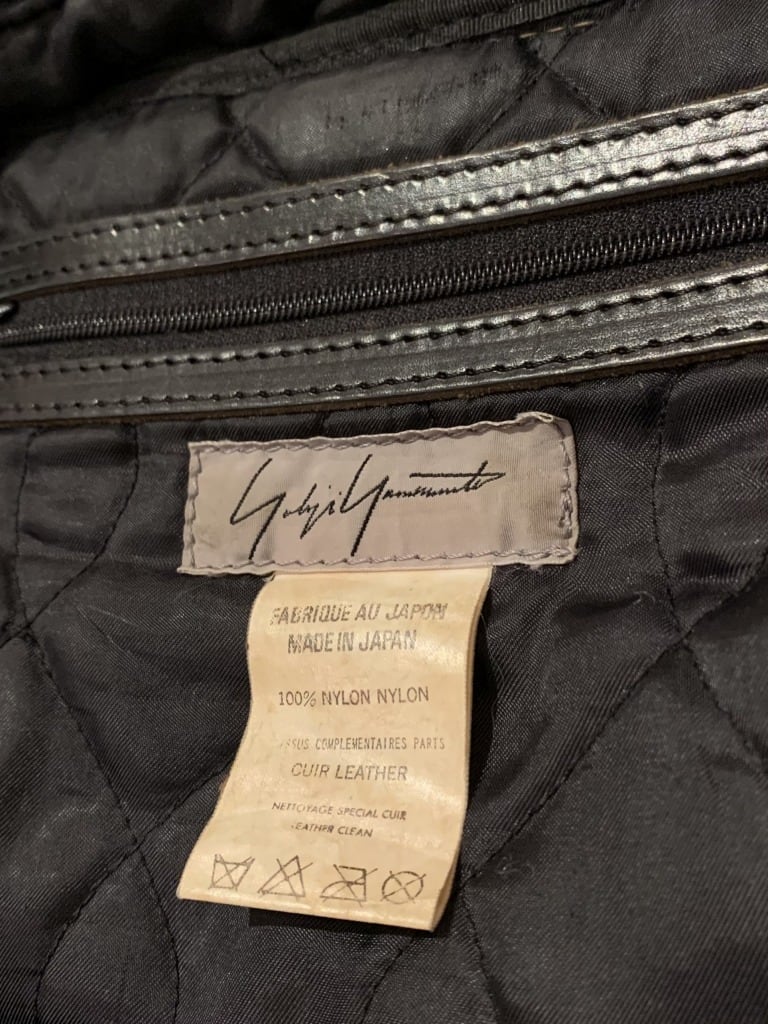 Yohji Yamamoto
FABRIQUE AU JAPON
MADE IN JAPAN
100% NYLON NYLON
COMPLEMENTAIRES PARTS
CUIR LEATHER
NETTOYAGE SPECIAL CUIR
LEATHER CLEAN